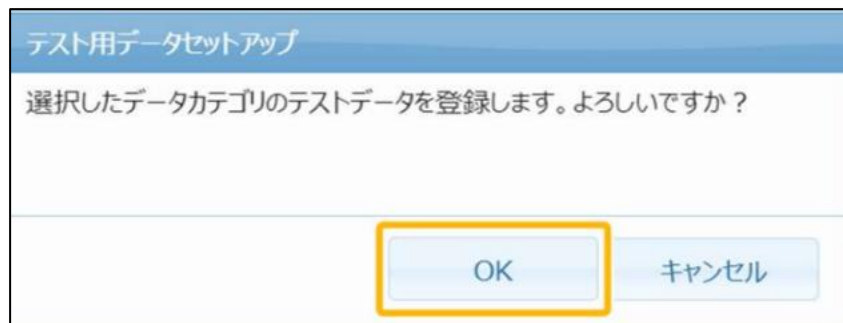 テスト用データセットアップ
選択したデータカテゴリのテストデータを登録します。よろしいですか？
OK
キャンセル